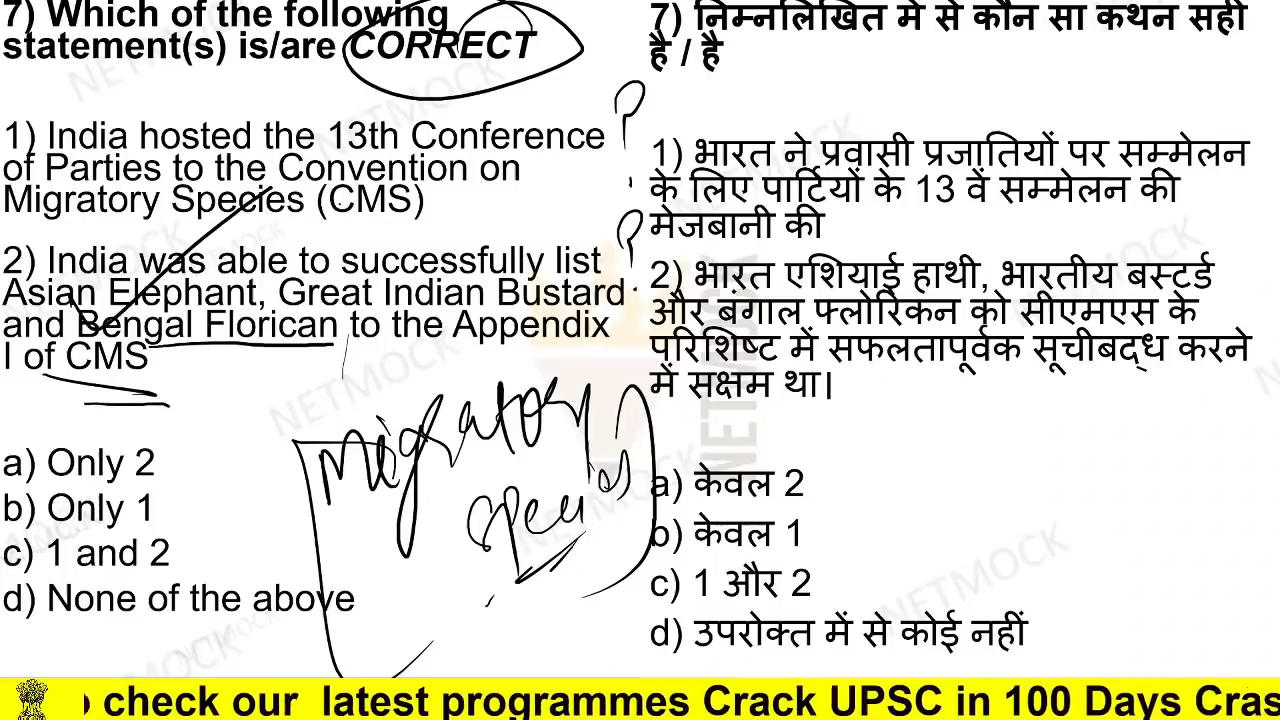 7) Which of the following
statement(s) is/are CORRECT
1) India hosted the 13th Conference
of Parties to the Convention on
Migratory Species (CMS)
2) India was able to successfully list
Asian Elephant, Great Indian Bustard
and Bengal Florican to the Appendix
I of CMS
a) Only 2
b) Only 1
c) 1 and 2
d) None of the above
Migratory
Species
7) निम्नलिखित में से कौन सा कथन सही
है / है
1) भारत ने प्रवासी प्रजातियों पर सम्मेलन
के लिए पार्टियों के 13 वें सम्मेलन की
मेजबानी की
2) भारत एशियाई हाथी, भारतीय बस्टर्ड
और बंगाल फ्लोरिकन को सीएमएस के
परिशिष्ट में सफलतापूर्वक सूचीबद्ध करने
में सक्षम था।
a) केवल 2
b) केवल 1
c) 1 और 2
d) उपरोक्त में से कोई नहीं
NETMOCK
check our latest programmes Crack UPSC in 100 Days Cras